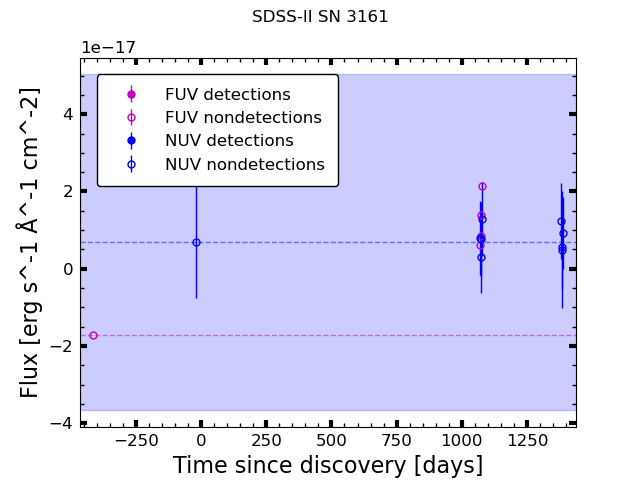 SDSS-II SN 3161
1e−17
FUV detections
FUV nondetections
NUV detections
NUV nondetections
4
2
0
−2
−4
Flux [erg s^-1 Å^-1 cm^-2]
−250 0 250 500 750 1000 1250
Time since discovery [days]